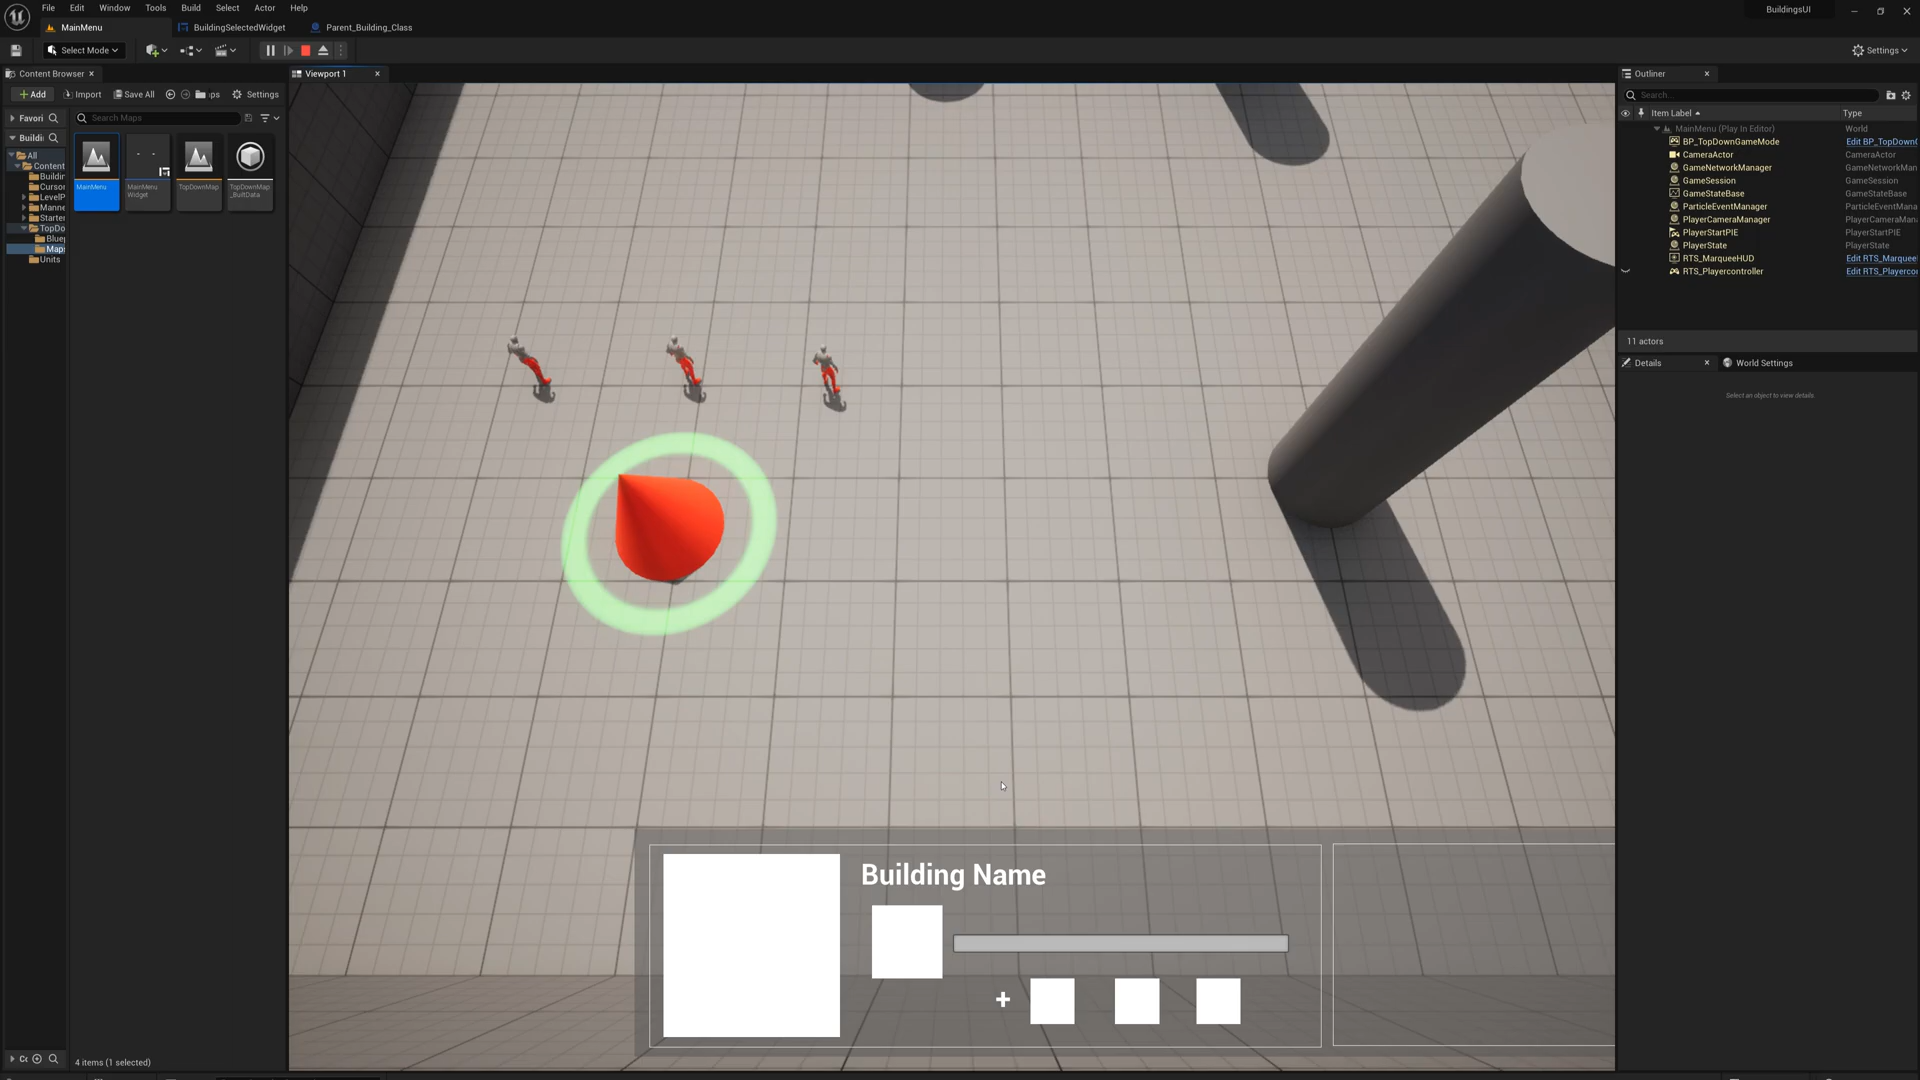 File Edit Window Tools Build Select Actor Help
BuildingsUI
MainMenu
BuildingSelectedWidget
Parent_Building_Class
Select Mode
Settings
Content Browser
Viewport 1
Outliner
Add
Import
Save All
ps
Settings
Search...
Favori
Search Maps
Item Label
Type
Buildi
All
Content
Buildin
Cursor
LevelP
Manne
Starter
TopDo
Bluep
Maps
Units
MainMenu
MainMenu
Widget
TopDownMap
TopDownMap
_BuiltData
MainMenu (Play In Editor) World
BP_TopDownGameMode Edit BP_TopDown
CameraActor CameraActor
GameNetworkManager GameNetworkMan
GameSession GameSession
GameStateBase GameStateBase
ParticleEventManager ParticleEventMana
PlayerCameraManager PlayerCameraMan
PlayerStartPIE PlayerStartPIE
PlayerState PlayerState
RTS_MarqueeHUD Edit RTS_Marquee
RTS_Playercontroller Edit RTS_Playercor
11 actors
Details
World Settings
Select an object to view details.
Building Name
+
4 items (1 selected)